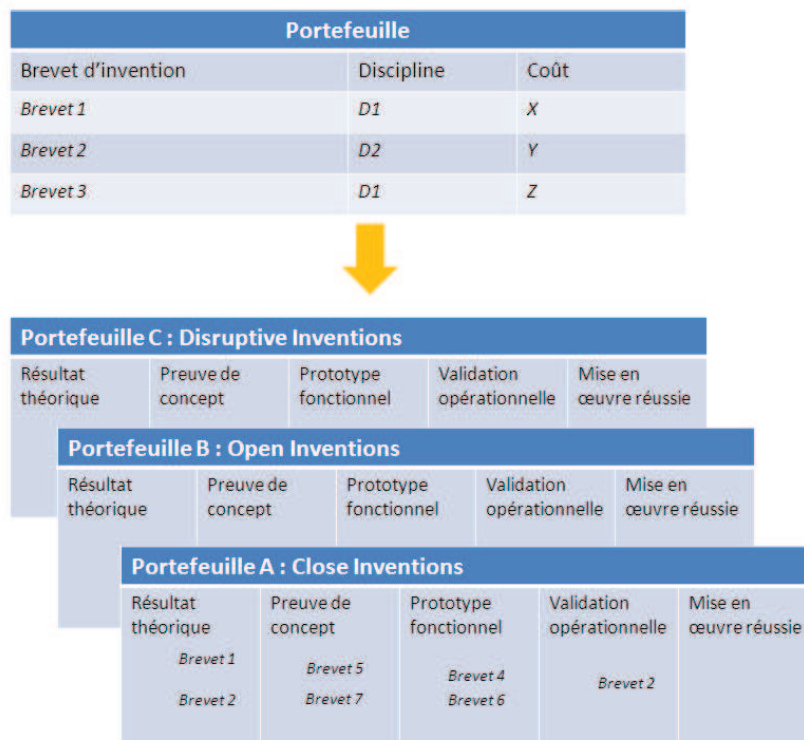 Portefeuille
Brevet d'invention Discipline Coût
Brevet 1 D1 X
Brevet 2 D2 Y
Brevet 3 D1 Z
Portefeuille C : Disruptive Inventions
Résultat Preuve de Prototype Validation Mise en
théorique concept fonctionnel opérationnelle œuvre réussie
Portefeuille B : Open Inventions
Résultat Preuve de Prototype Validation Mise en
théorique concept fonctionnel opérationnelle œuvre réussie
Portefeuille A : Close Inventions
Résultat Preuve de Prototype Validation Mise en
théorique concept fonctionnel opérationnelle œuvre réussie
Brevet 1 Brevet 5 Brevet 4 Brevet 2
Brevet 2 Brevet 7 Brevet 6